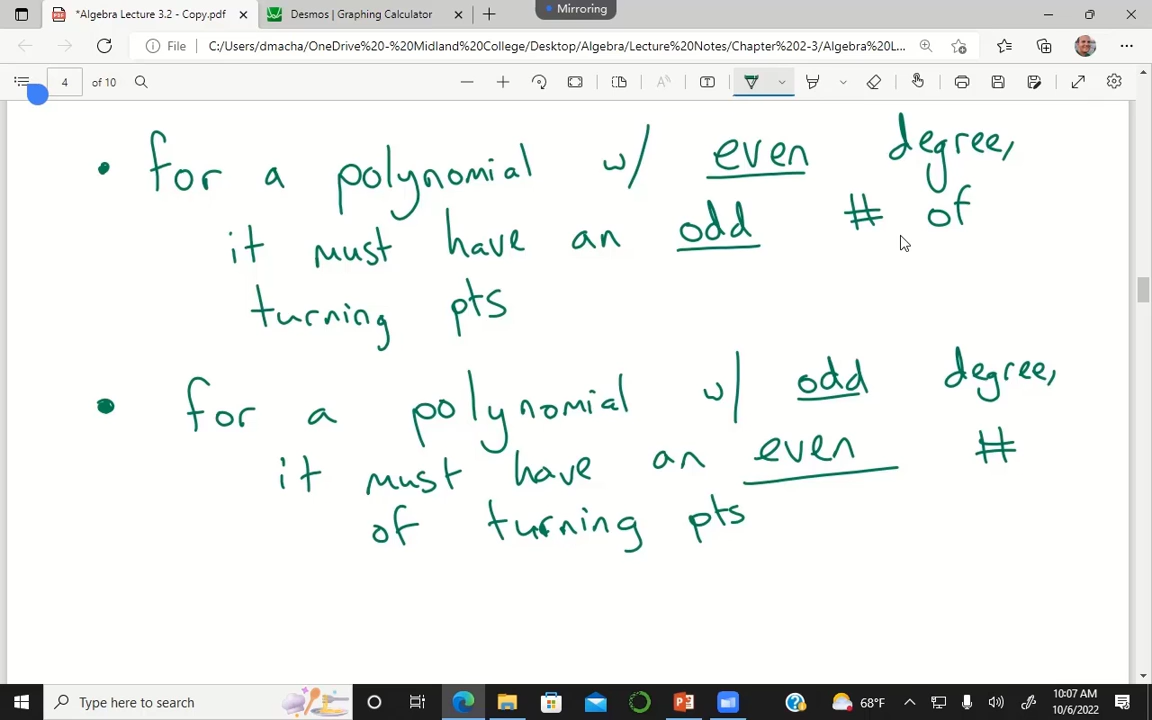 Mirroring
*Algebra Lecture 3.2 - Copy.pdf
Desmos | Graphing Calculator
File C:/Users/dmacha/OneDrive%20-%20Midland%20College/Desktop/Algebra/Lecture%20Notes/Chapter%202-3/Algebra%20L...
4 of 10
• for a polynomial w/ even degree,
it must have an odd # of
turning pts
• for a polynomial w/ odd degree,
it must have an even #
of turning pts
Type here to search
68°F
10:07 AM
10/6/2022